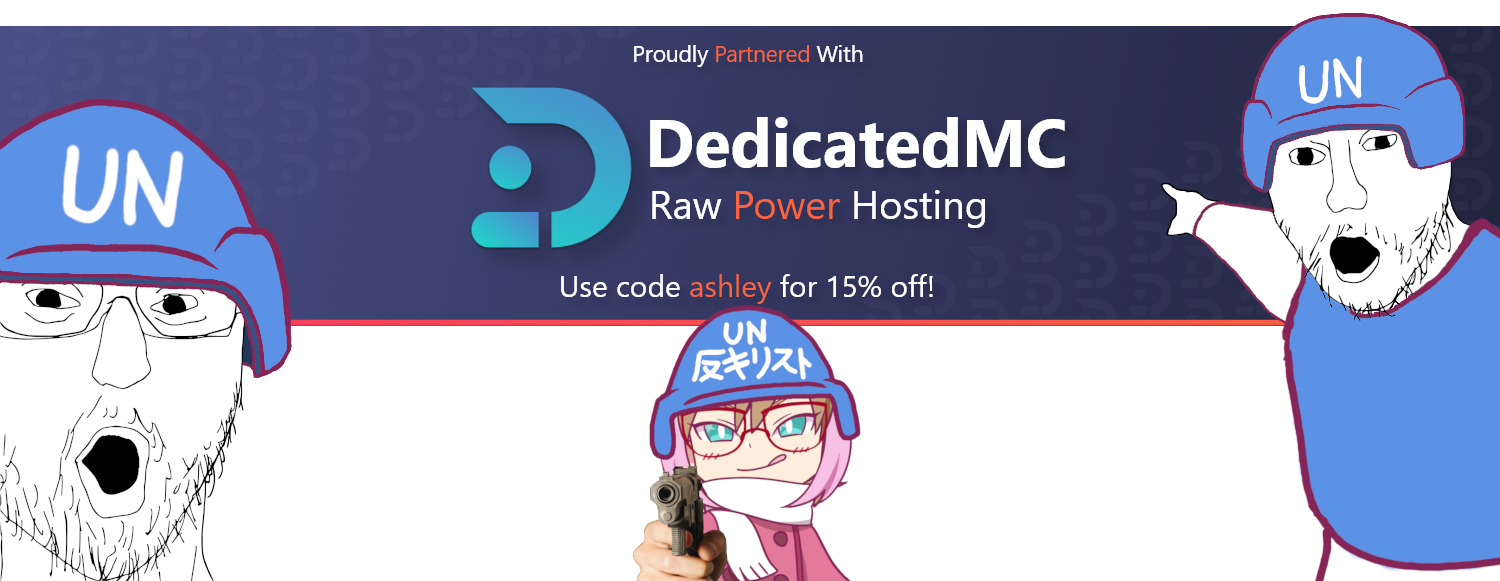 Proudly Partnered With
UN
DedicatedMC
UN
Raw Power Hosting
Use code ashley for 15% off!
UN
反キリスト